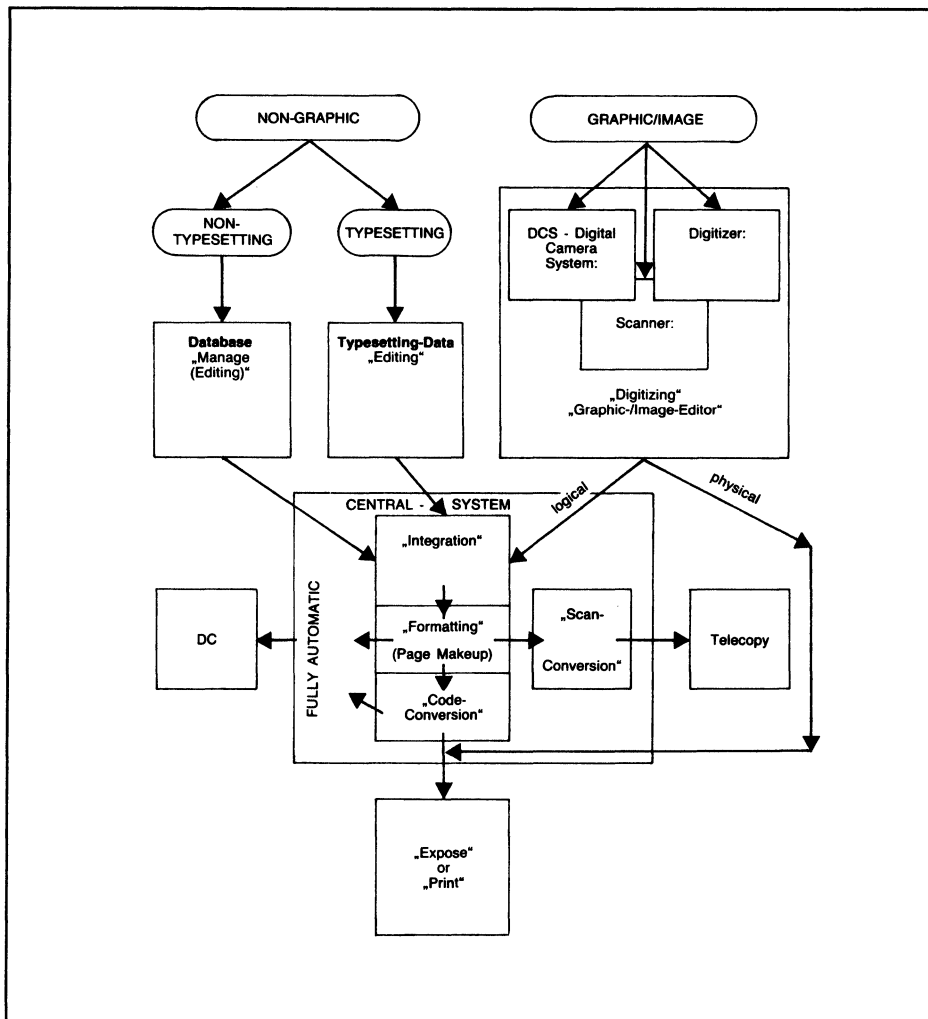 NON-GRAPHIC
GRAPHIC/IMAGE
NON-
TYPESETTING
TYPESETTING
DCS - Digital
Camera
System:
Digitizer:
Scanner:
Database
„Manage
(Editing)“
Typesetting-Data
„Editing“
„Digitizing“
„Graphic-/Image-Editor“
logical
physical
CENTRAL - SYSTEM
FULLY AUTOMATIC
„Integration“
DC
„Formatting“
(Page Makeup)
„Scan-
Conversion“
Telecopy
„Code-
Conversion“
„Expose“
or
„Print“